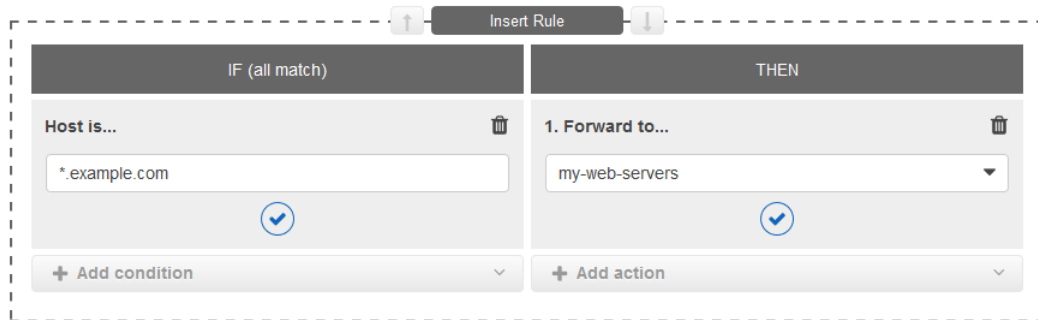 Insert Rule
IF (all match)
THEN
Host is...
1. Forward to...
*.example.com
my-web-servers
Add condition
Add action